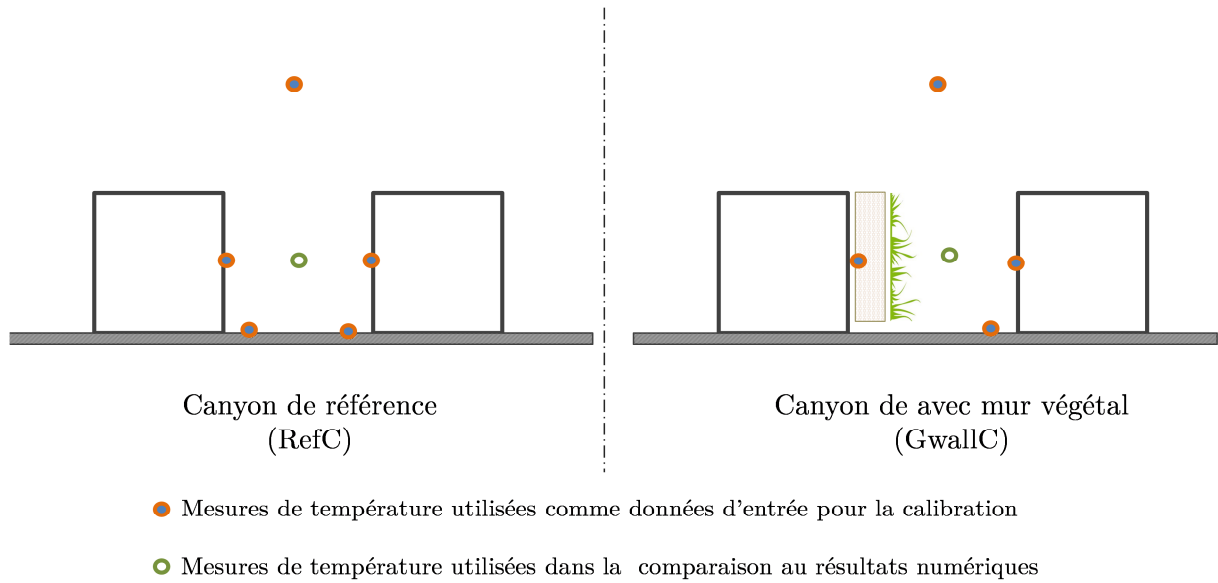 Canyon de référence
(RefC)
Canyon de avec mur végétal
(GwallC)
Mesures de température utilisées comme données d'entrée pour la calibration
Mesures de température utilisées dans la comparaison au résultats numériques